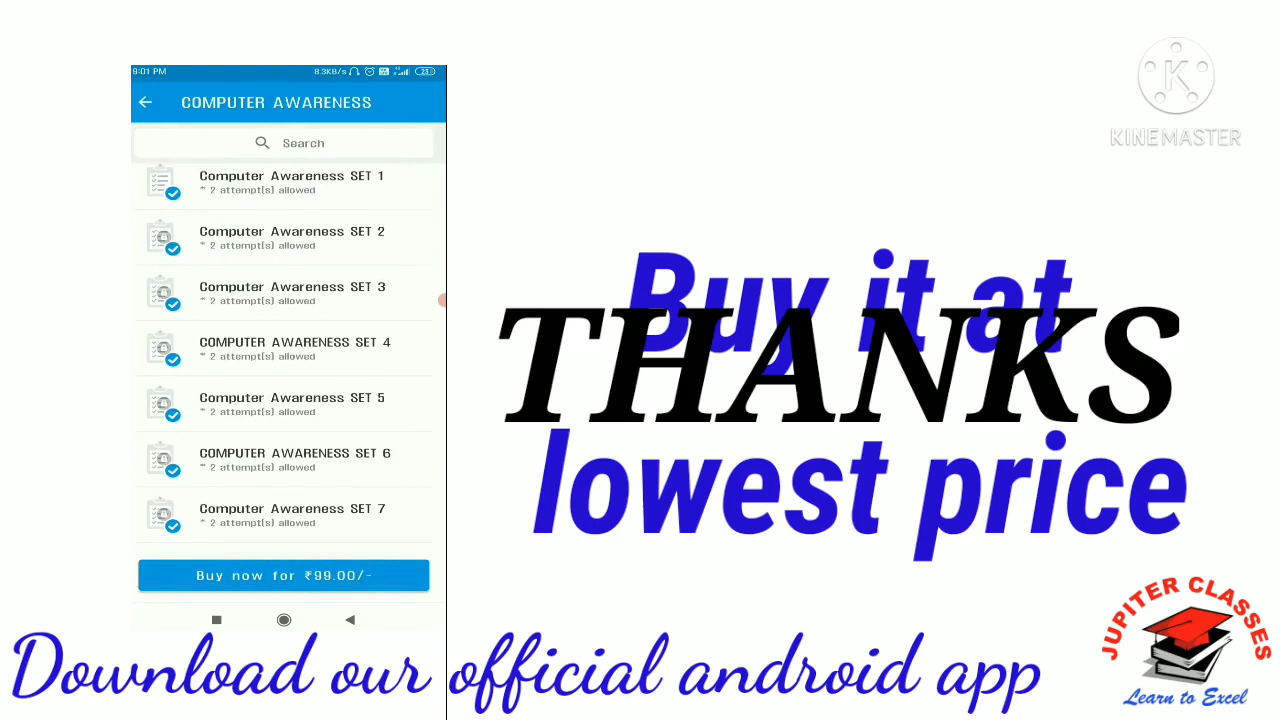 9:01 PM 8.3KB/s 23
COMPUTER AWARENESS
Search
Computer Awareness SET 1
* 2 attempt(s) allowed
Computer Awareness SET 2
* 2 attempt(s) allowed
Computer Awareness SET 3
* 2 attempt(s) allowed
COMPUTER AWARENESS SET 4
* 2 attempt(s) allowed
Computer Awareness SET 5
* 2 attempt(s) allowed
COMPUTER AWARENESS SET 6
* 2 attempt(s) allowed
Computer Awareness SET 7
* 2 attempt(s) allowed
Buy now for ₹99.00/-
K
KINEMASTER
Buy it at
THANKS
lowest price
JUPITER CLASSES
Learn to Excel
Download our official android app